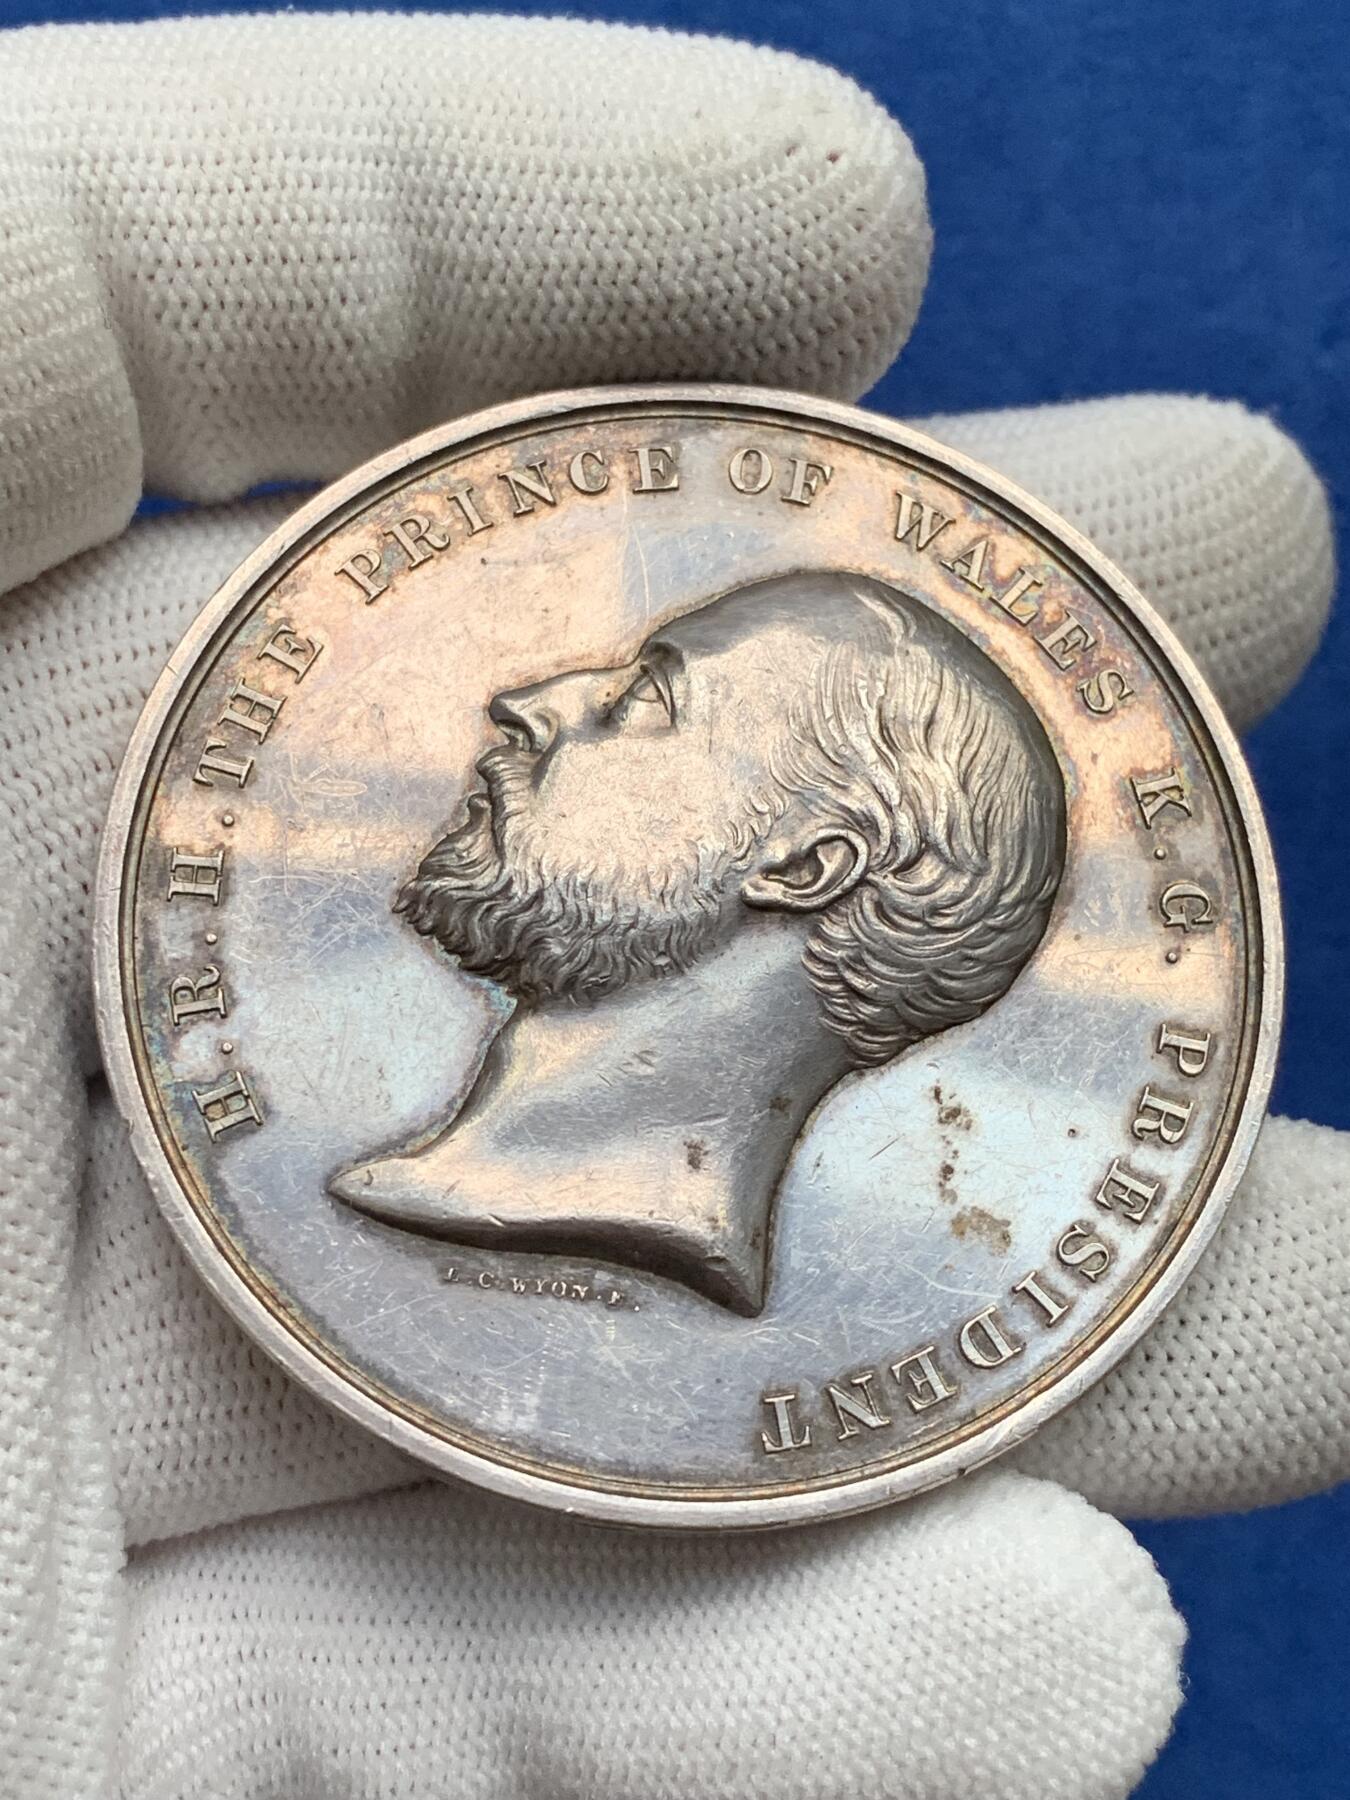 H.R.H.THE PRINCE OF WALES K.G. PRESIDENT
L.C.WYON.F.